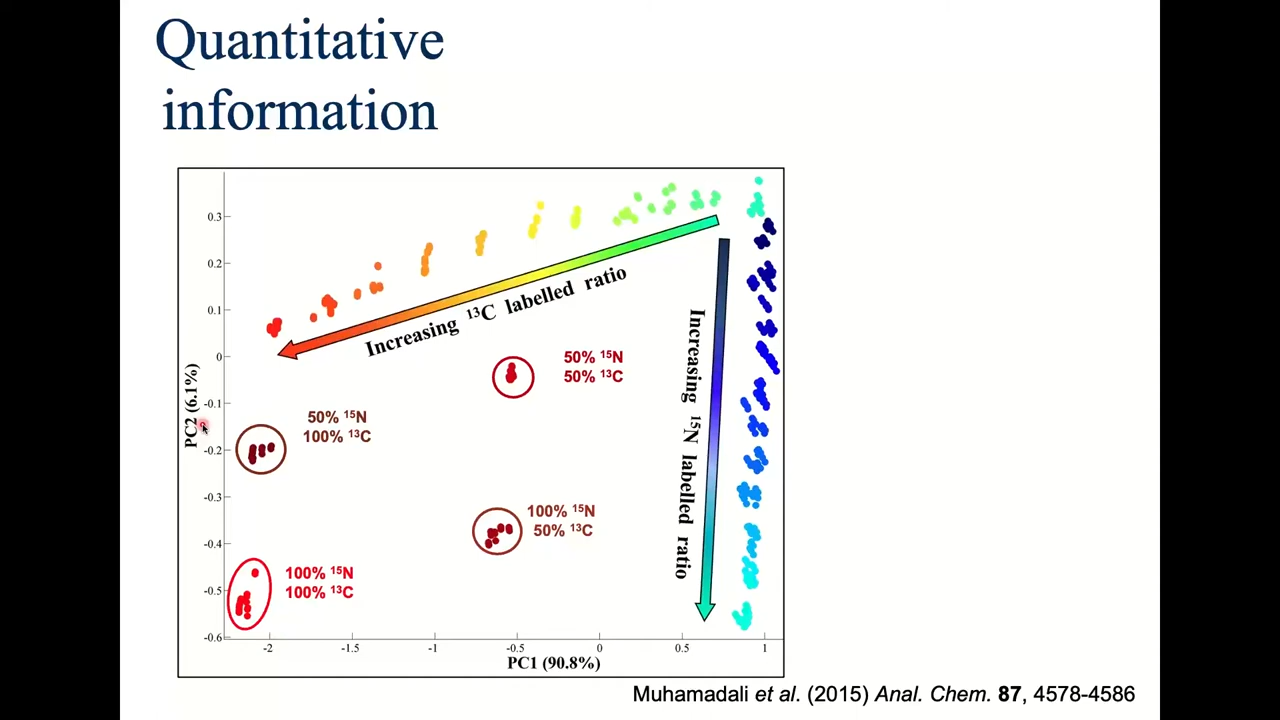 Quantitative
information
0.3
0.2
0.1
0
-0.1
-0.2
-0.3
-0.4
-0.5
-0.6
PC2 (6.1%)
Increasing ¹³C labelled ratio
Increasing ¹⁵N labelled ratio
50% ¹⁵N
50% ¹³C
50% ¹⁵N
100% ¹³C
100% ¹⁵N
50% ¹³C
100% ¹⁵N
100% ¹³C
-2 -1.5 -1 -0.5 0 0.5 1
PC1 (90.8%)
Muhamadali et al. (2015) Anal. Chem. 87, 4578-4586